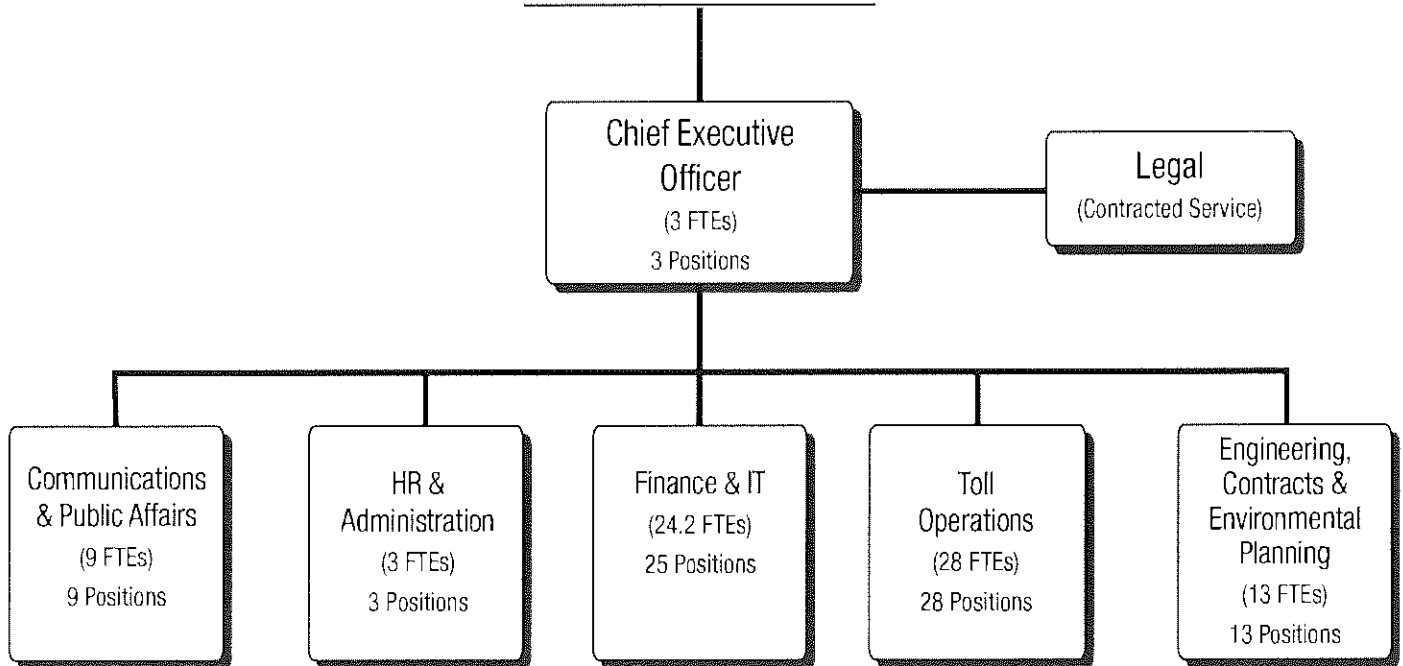 Chief Executive
Officer
(3 FTEs)
3 Positions
Legal
(Contracted Service)
Communications
& Public Affairs
(9 FTEs)
9 Positions
HR &
Administration
(3 FTEs)
3 Positions
Finance & IT
(24.2 FTEs)
25 Positions
Toll
Operations
(28 FTEs)
28 Positions
Engineering,
Contracts &
Environmental
Planning
(13 FTEs)
13 Positions